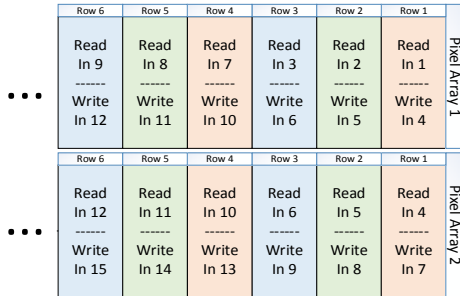 Row 6 Row 5 Row 4 Row 3 Row 2 Row 1
Read Read Read Read Read Read
In 9 In 8 In 7 In 3 In 2 In 1
------ ------ ------ ------ ------ ------
Write Write Write Write Write Write
In 12 In 11 In 10 In 6 In 5 In 4
Pixel Array 1
...
Row 6 Row 5 Row 4 Row 3 Row 2 Row 1
Read Read Read Read Read Read
In 12 In 11 In 10 In 6 In 5 In 4
------ ------ ------ ------ ------ ------
Write Write Write Write Write Write
In 15 In 14 In 13 In 9 In 8 In 7
Pixel Array 2
...